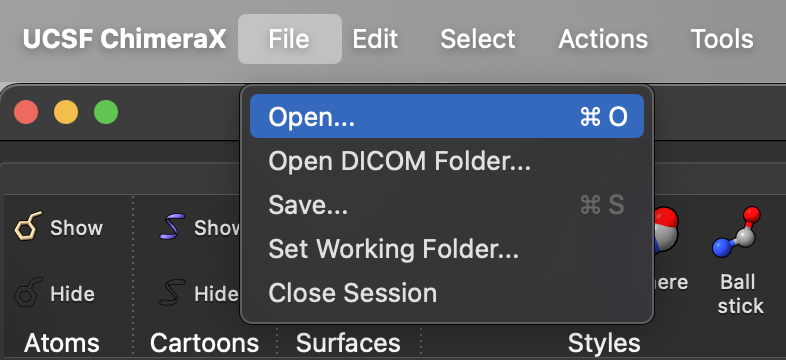 UCSF ChimeraX File Edit Select Actions Tools
Open... ⌘ O
Open DICOM Folder...
Save... ⌘ S
Set Working Folder...
Close Session
Show
Show
Hide
Hide
Ball
stick
Atoms
Cartoons
Surfaces
Styles